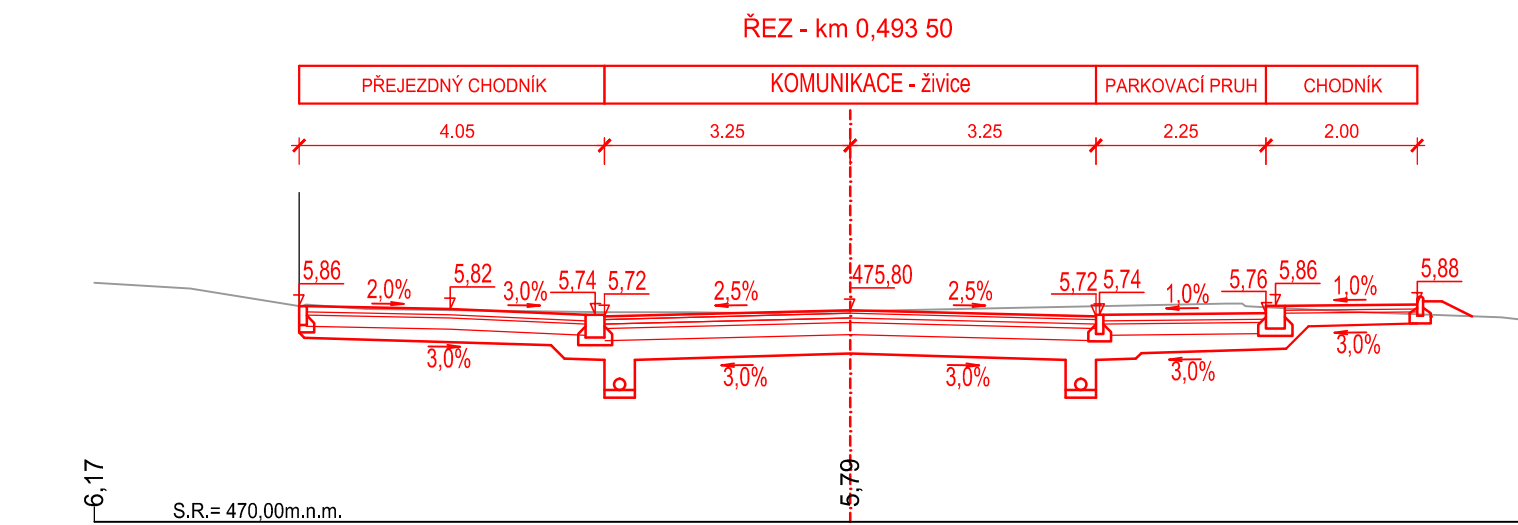 ŘEZ - km 0,493 50
PŘEJEZDNÝ CHODNÍK KOMUNIKACE - živice PARKOVACÍ PRUH CHODNÍK
4.05 3.25 3.25 2.25 2.00
5,86 2,0% 5,82 3,0% 5,74 5,72 2,5% 475,80 2,5% 5,72 5,74 1,0% 5,76 5,86 1,0% 5,88
3,0% 3,0% 3,0% 3,0% 3,0%
6,17 5,79
S.R.= 470,00m.n.m.